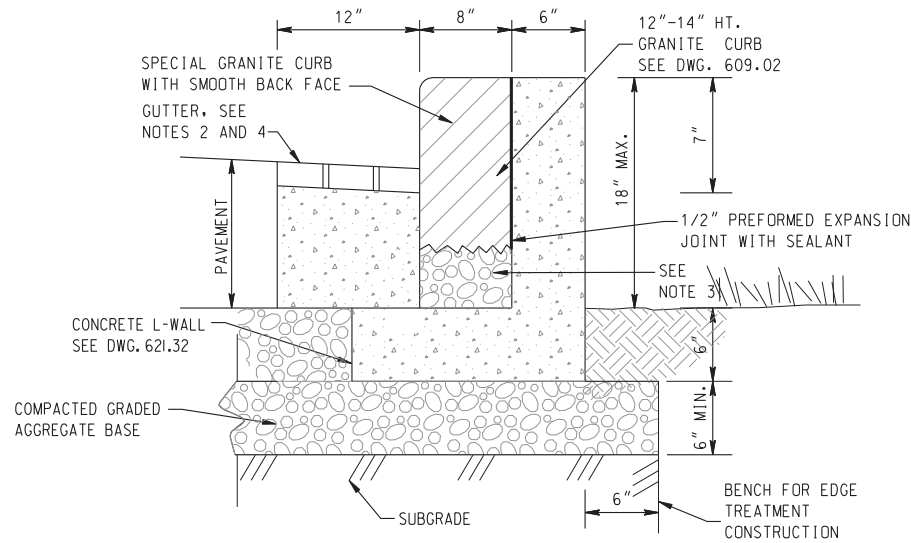 12"
8"
6"
12"-14" HT.
GRANITE CURB
SEE DWG. 609.02
SPECIAL GRANITE CURB
WITH SMOOTH BACK FACE
GUTTER, SEE
NOTES 2 AND 4
PAVEMENT
18" MAX.
7"
1/2" PREFORMED EXPANSION
JOINT WITH SEALANT
SEE
NOTE 3
CONCRETE L-WALL
SEE DWG. 621.32
6"
COMPACTED GRADED
AGGREGATE BASE
6" MIN.
SUBGRADE
6"
BENCH FOR EDGE
TREATMENT
CONSTRUCTION